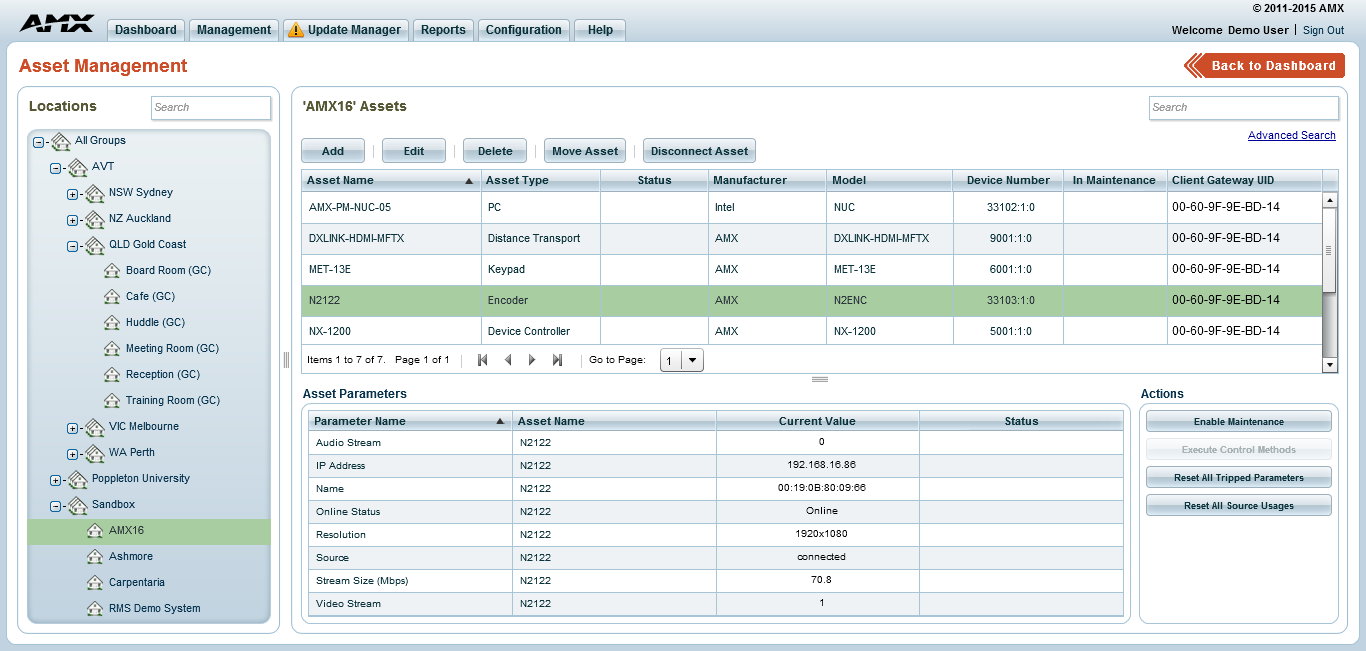 © 2011-2015 AMX
AMX Dashboard Management Update Manager Reports Configuration Help
Welcome Demo User | Sign Out
Asset Management
Back to Dashboard
Locations
Search
All Groups
AVT
NSW Sydney
NZ Auckland
QLD Gold Coast
Board Room (GC)
Cafe (GC)
Huddle (GC)
Meeting Room (GC)
Reception (GC)
Training Room (GC)
VIC Melbourne
WA Perth
Poppleton University
Sandbox
AMX16
Ashmore
Carpentaria
RMS Demo System
'AMX16' Assets
Search
Advanced Search
Add | Edit | Delete | Move Asset | Disconnect Asset
Asset Name Asset Type Status Manufacturer Model Device Number In Maintenance Client Gateway UID
AMX-PM-NUC-05 PC Intel NUC 33102:1:0 00-60-9F-9E-BD-14
DXLINK-HDMI-MFTX Distance Transport AMX DXLINK-HDMI-MFTX 9001:1:0 00-60-9F-9E-BD-14
MET-13E Keypad AMX MET-13E 6001:1:0 00-60-9F-9E-BD-14
N2122 Encoder AMX N2ENC 33103:1:0 00-60-9F-9E-BD-14
NX-1200 Device Controller AMX NX-1200 5001:1:0 00-60-9F-9E-BD-14
Items 1 to 7 of 7. Page 1 of 1 Go to Page: 1
Asset Parameters
Parameter Name Asset Name Current Value Status
Audio Stream N2122 0
IP Address N2122 192.168.16.86
Name N2122 00:19:0B:80:09:66
Online Status N2122 Online
Resolution N2122 1920x1080
Source N2122 connected
Stream Size (Mbps) N2122 70.8
Video Stream N2122 1
Actions
Enable Maintenance
Execute Control Methods
Reset All Tripped Parameters
Reset All Source Usages